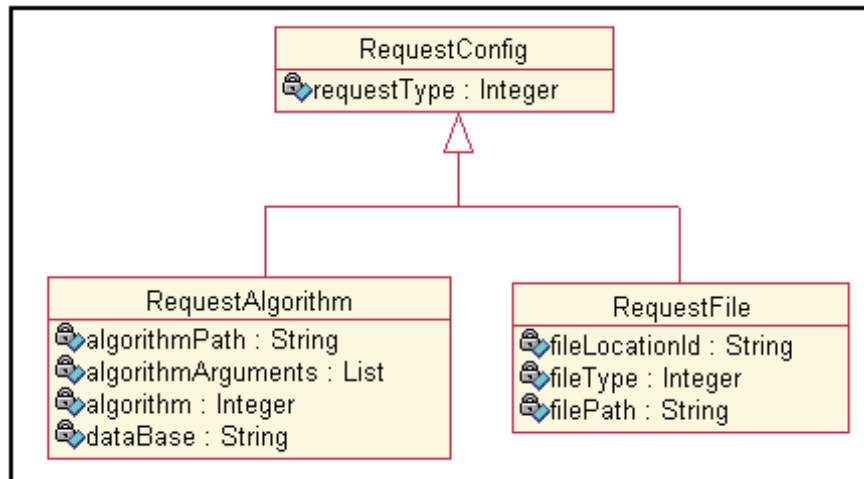 RequestConfig
requestType : Integer
RequestAlgorithm
algorithmPath : String
algorithmArguments : List
algorithm : Integer
dataBase : String
RequestFile
fileLocationId : String
fileType : Integer
filePath : String